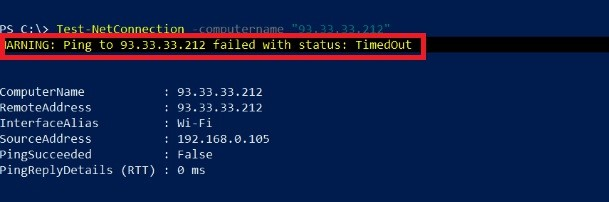 PS C:\> Test-NetConnection -computername "93.33.33.212"
WARNING: Ping to 93.33.33.212 failed with status: TimedOut
ComputerName : 93.33.33.212
RemoteAddress : 93.33.33.212
InterfaceAlias : Wi-Fi
SourceAddress : 192.168.0.105
PingSucceeded : False
PingReplyDetails (RTT) : 0 ms